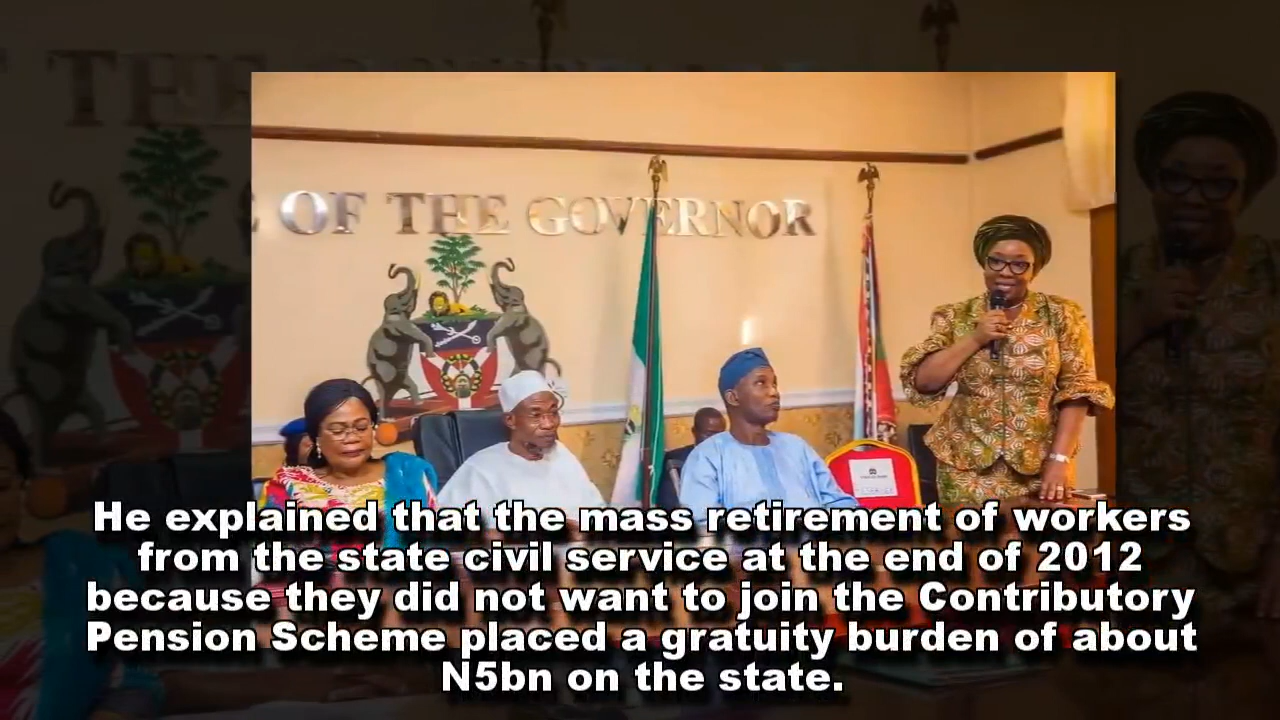 OF THE GOVERNOR
He explained that the mass retirement of workers
from the state civil service at the end of 2012
because they did not want to join the Contributory
Pension Scheme placed a gratuity burden of about
N5bn on the state.